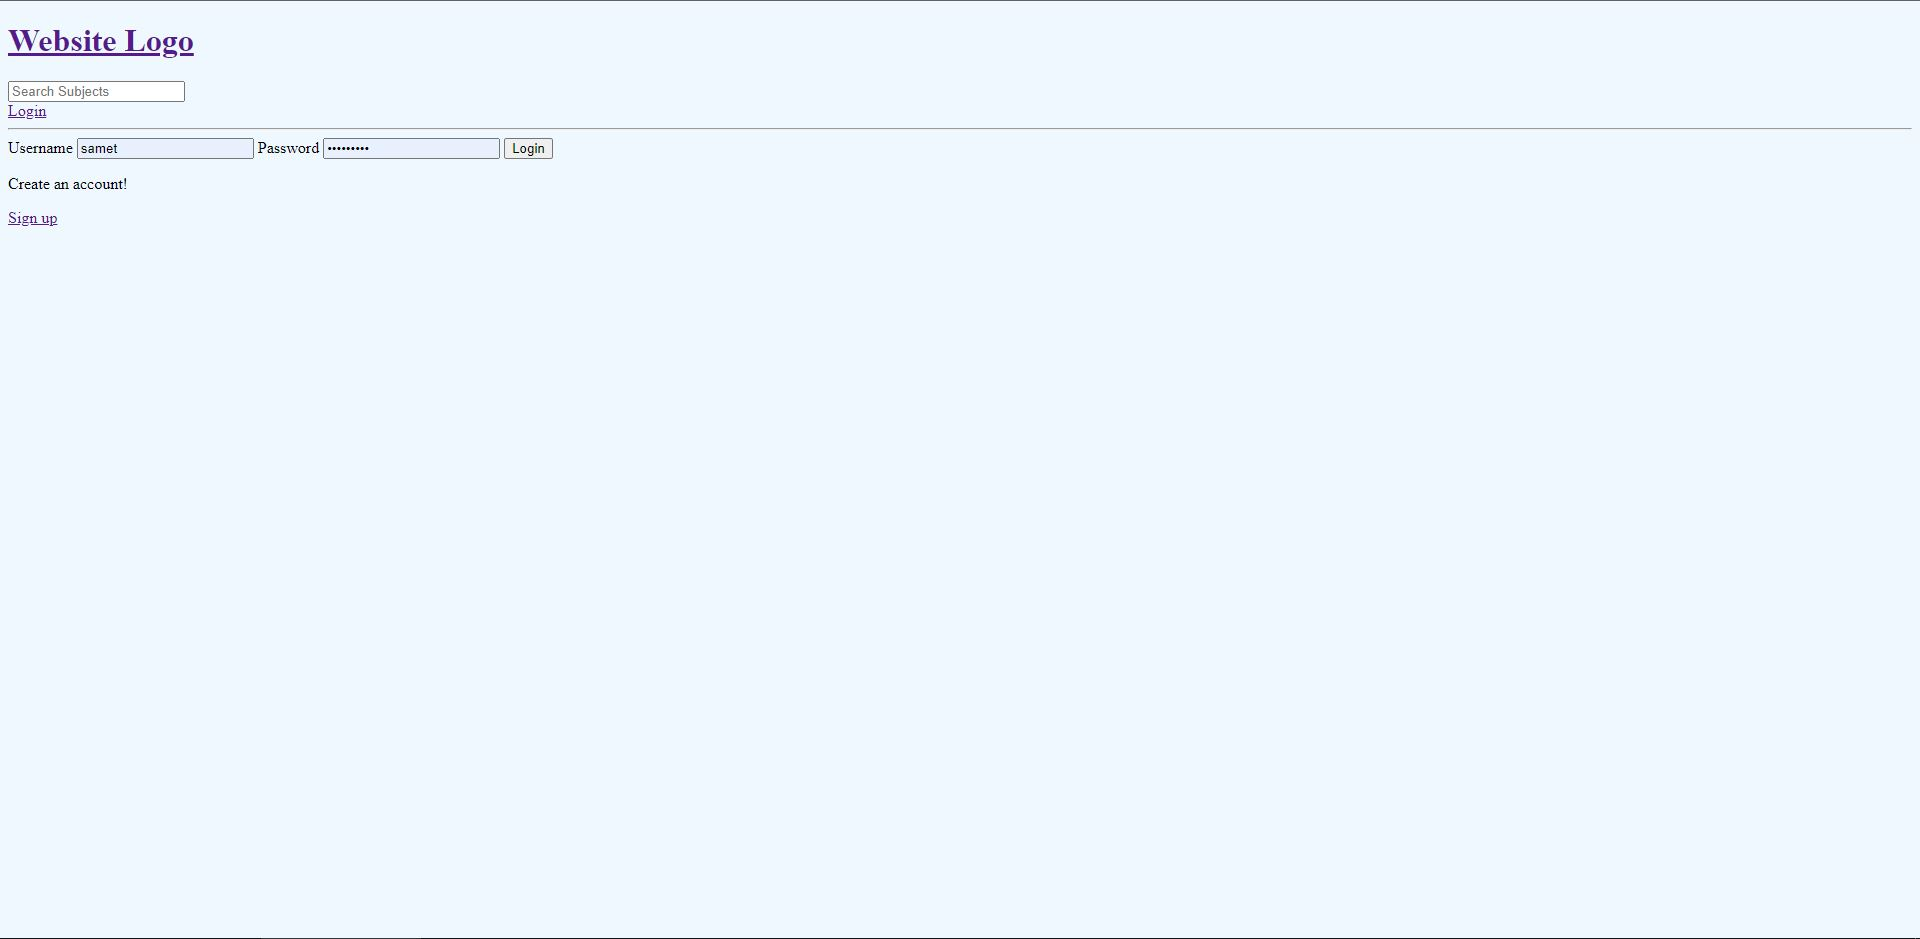 Website Logo
Search Subjects
Login
Username samet Password ••••••••• Login
Create an account!
Sign up